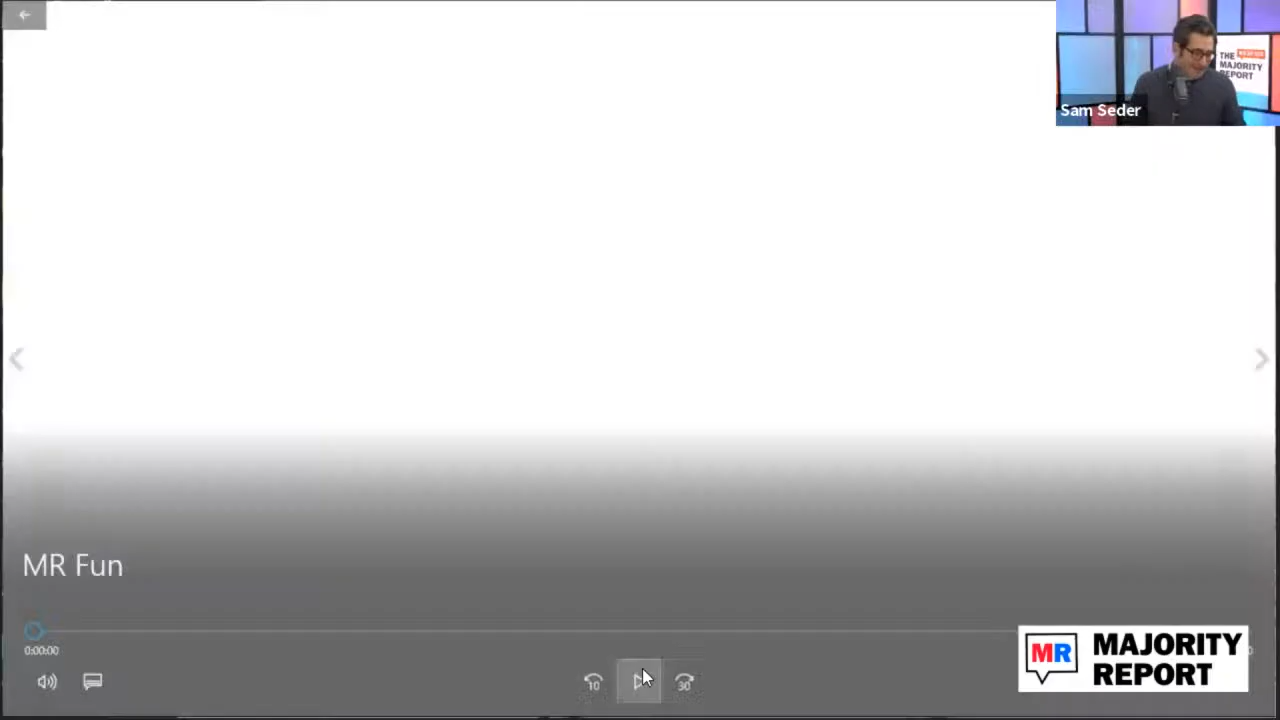 THE
MAJORITY
REPORT
Sam Seder
MR Fun
0:00:00
10
30
MR
MAJORITY
REPORT